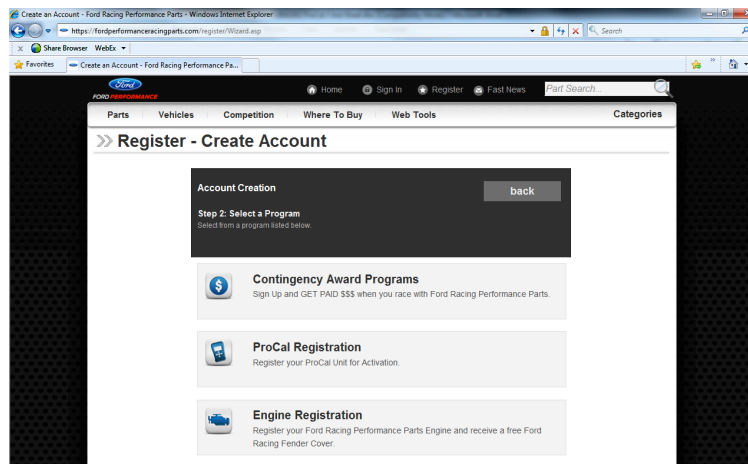 Create an Account - Ford Racing Performance Parts - Windows Internet Explorer
https://fordperformanceracingparts.com/register/Wizard.asp
Search
x Share Browser WebEx
Favorites Create an Account - Ford Racing Performance Pa...
Ford
FORD PERFORMANCE
Home Sign In Register Fast News Part Search...
Parts Vehicles Competition Where To Buy Web Tools Categories
Register - Create Account
Account Creation
back
Step 2: Select a Program
Select from a program listed below.
Contingency Award Programs
Sign Up and GET PAID $$$ when you race with Ford Racing Performance Parts.
ProCal Registration
Register your ProCal Unit for Activation.
Engine Registration
Register your Ford Racing Performance Parts Engine and receive a free Ford
Racing Fender Cover.